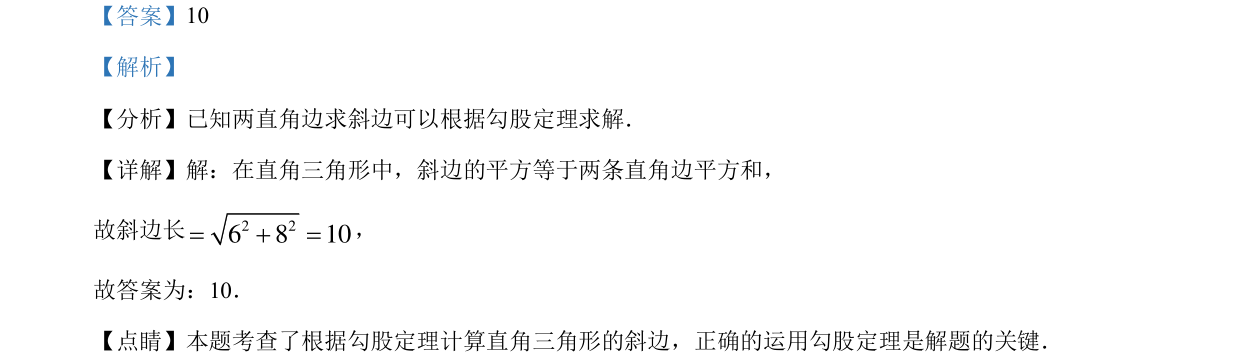 【答案】10
【解析】
【分析】已知两直角边求斜边可以根据勾股定理求解．
【详解】解：在直角三角形中，斜边的平方等于两条直角边平方和，
故斜边长=√(6²+8²)=10，
故答案为：10．
【点睛】本题考查了根据勾股定理计算直角三角形的斜边，正确的运用勾股定理是解题的关键．